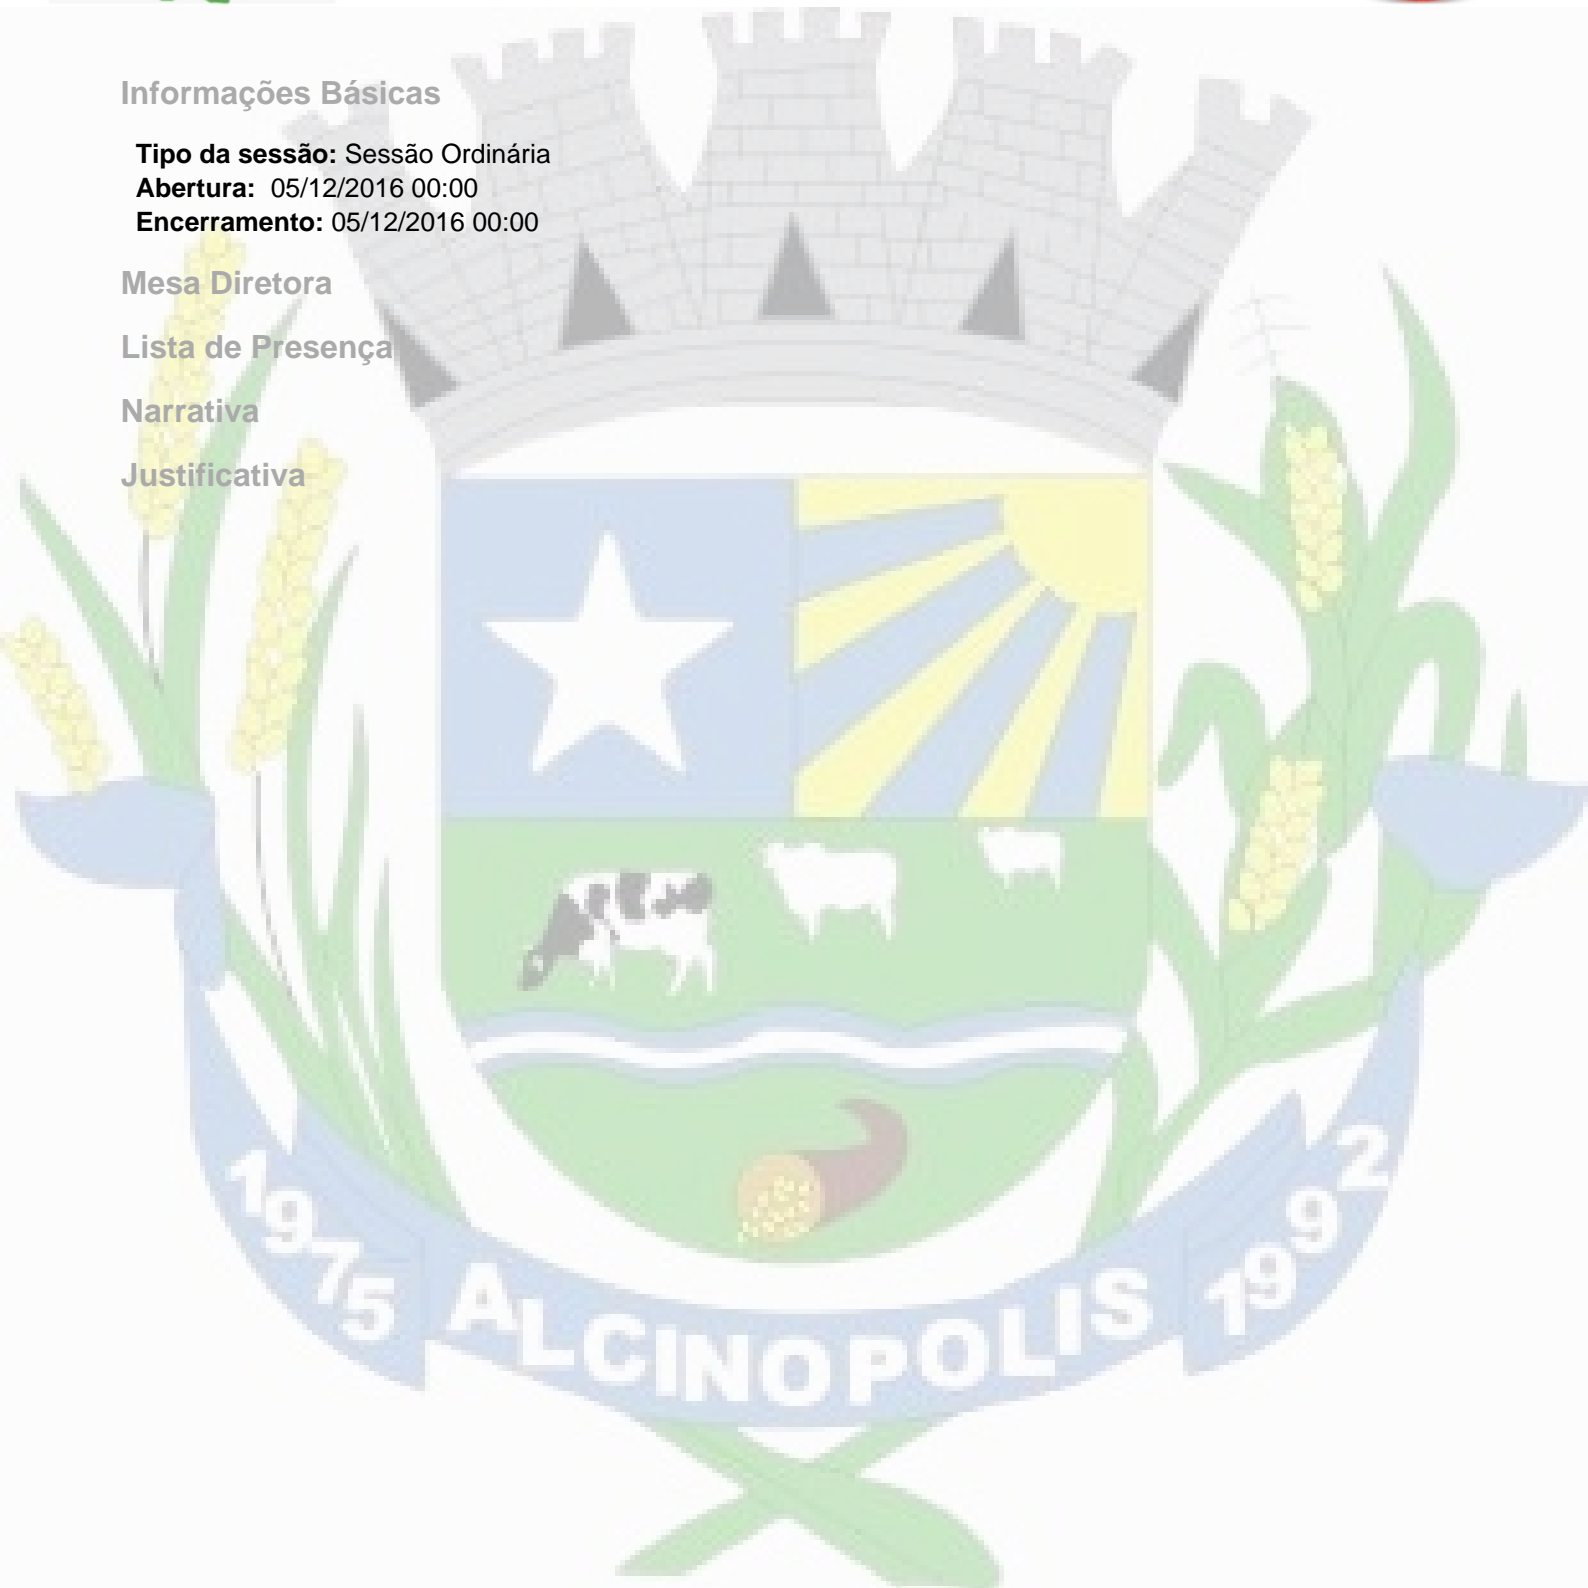 Informações Básicas
Tipo da sessão: Sessão Ordinária
Abertura: 05/12/2016 00:00
Encerramento: 05/12/2016 00:00
Mesa Diretora
Lista de Presença
Narrativa
Justificativa
1975 ALCINOPOLIS 1992